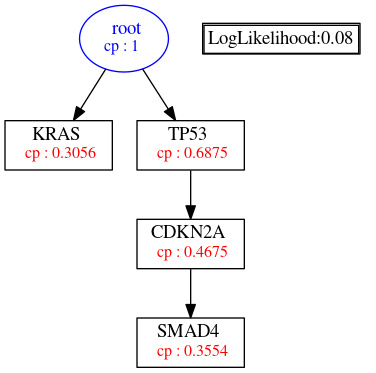 root
cp : 1
LogLikelihood:0.08
KRAS
cp : 0.3056
TP53
cp : 0.6875
CDKN2A
cp : 0.4675
SMAD4
cp : 0.3554